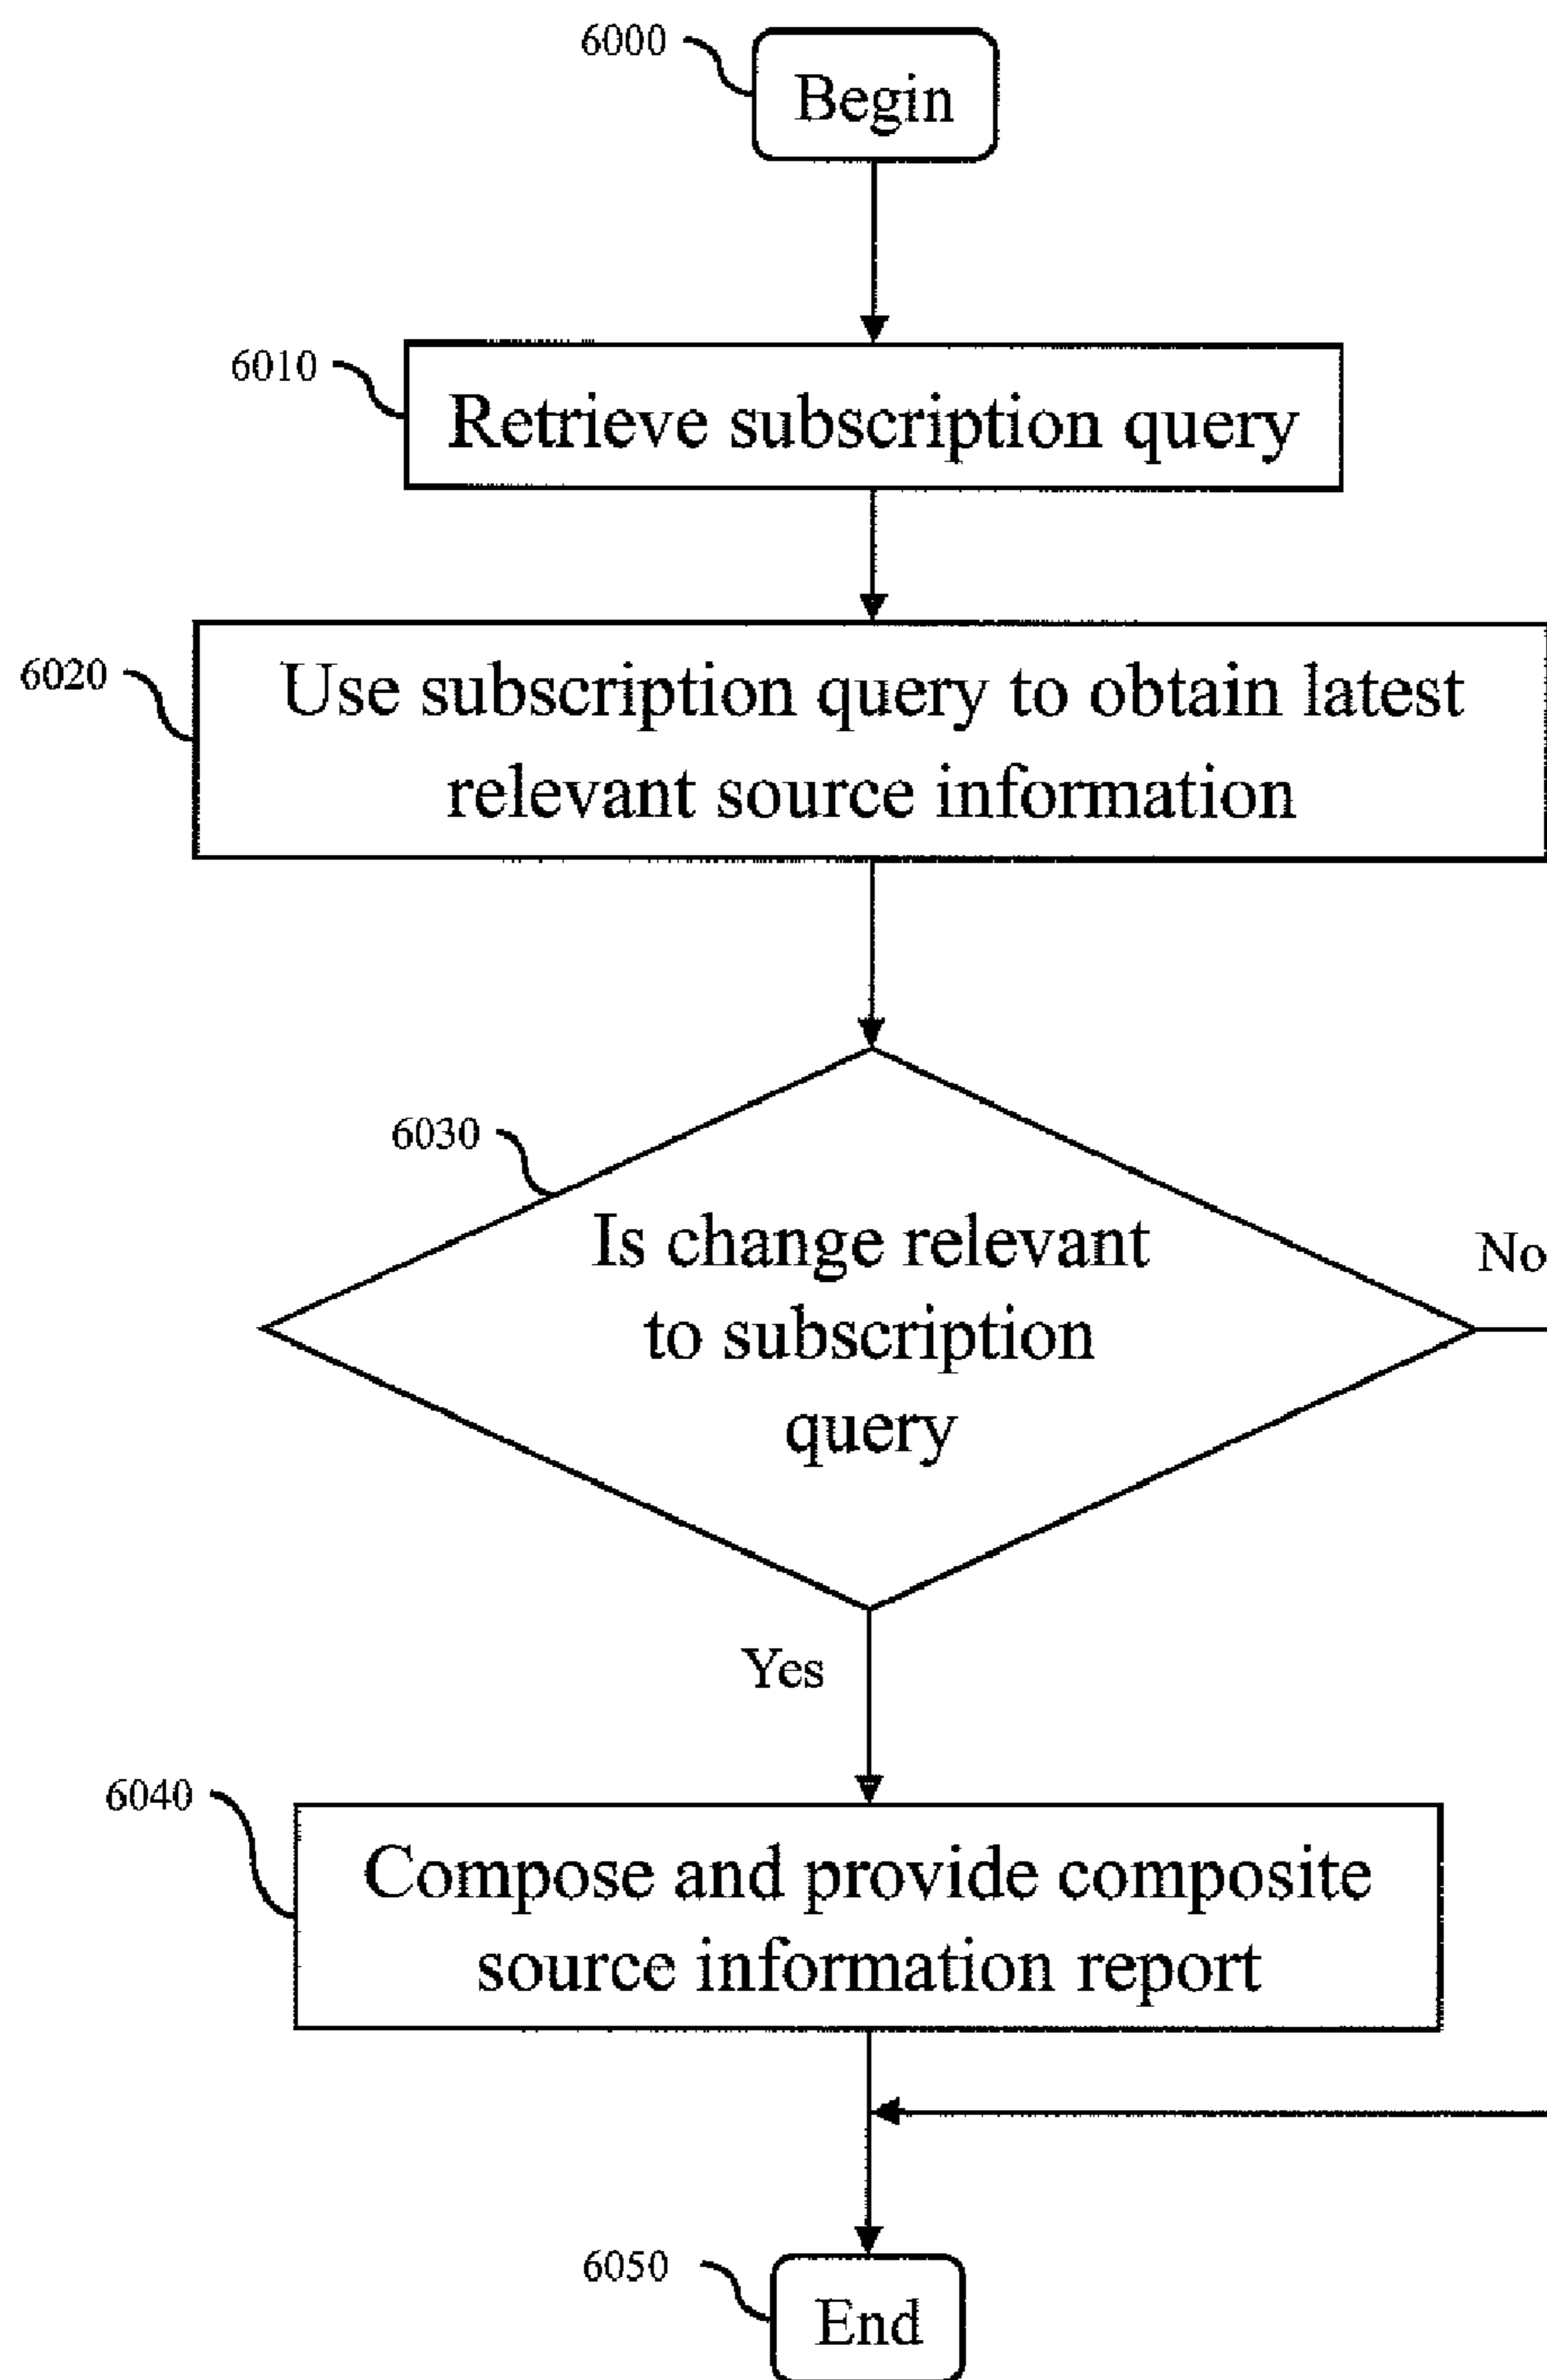 6000
Begin
6010
Retrieve subscription query
6020
Use subscription query to obtain latest
relevant source information
6030
Is change relevant
to subscription
query
No
Yes
6040
Compose and provide composite
source information report
6050
End